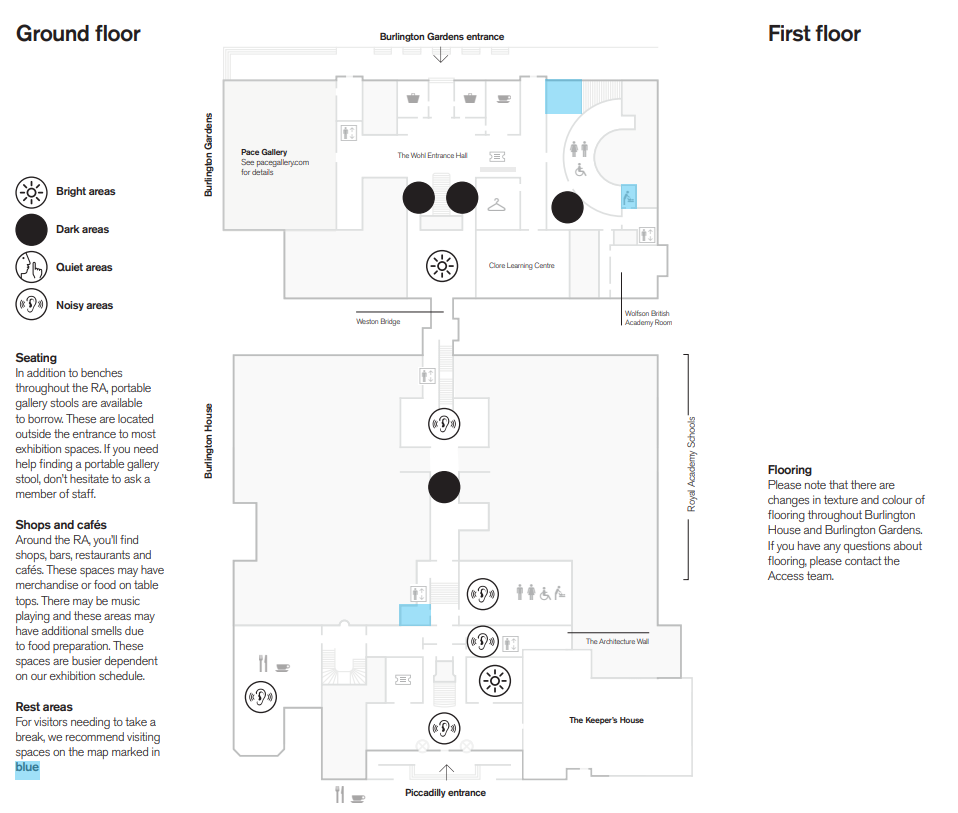 Ground floor
First floor
Burlington Gardens entrance
Burlington Gardens
Pace Gallery
See pacegallery.com
for details
The Wohl Entrance Hall
Clore Learning Centre
Wolfson British
Academy Room
Weston Bridge
Bright areas
Dark areas
Quiet areas
Noisy areas
Seating
In addition to benches
throughout the RA, portable
gallery stools are available
to borrow. These are located
outside the entrance to most
exhibition spaces. If you need
help finding a portable gallery
stool, don't hesitate to ask a
member of staff.
Shops and cafés
Around the RA, you'll find
shops, bars, restaurants and
cafés. These spaces may have
merchandise or food on table
tops. There may be music
playing and these areas may
have additional smells due
to food preparation. These
spaces are busier dependent
on our exhibition schedule.
Rest areas
For visitors needing to take a
break, we recommend visiting
spaces on the map marked in
blue
Burlington House
Royal Academy Schools
The Architecture Wall
The Keeper's House
Piccadilly entrance
Flooring
Please note that there are
changes in texture and colour of
flooring throughout Burlington
House and Burlington Gardens.
If you have any questions about
flooring, please contact the
Access team.